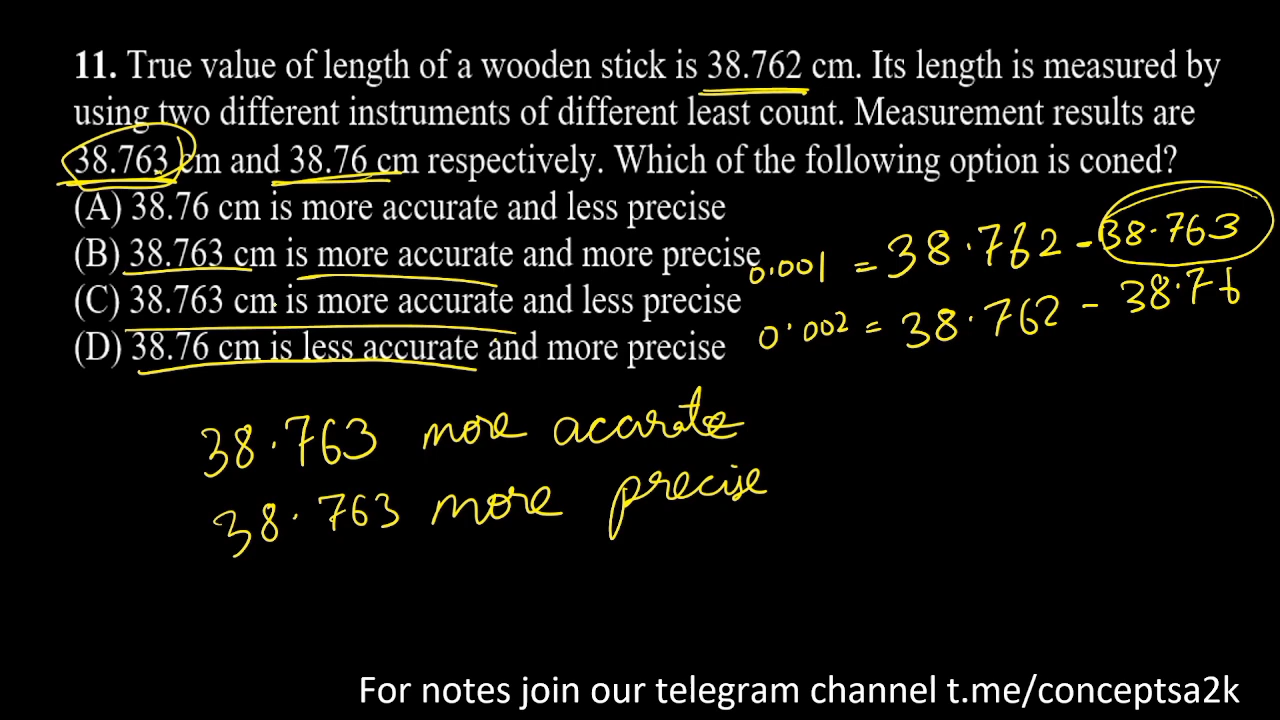 11. True value of length of a wooden stick is 38.762 cm. Its length is measured by
using two different instruments of different least count. Measurement results are
38.763 cm and 38.76 cm respectively. Which of the following option is coned?
(A) 38.76 cm is more accurate and less precise
(B) 38.763 cm is more accurate and more precise
(C) 38.763 cm is more accurate and less precise
(D) 38.76 cm is less accurate and more precise
0.001 = 38.762 - 38.763
0.002 = 38.762 - 38.76
38.763 more accarate
38.763 more precise
For notes join our telegram channel t.me/conceptsa2k